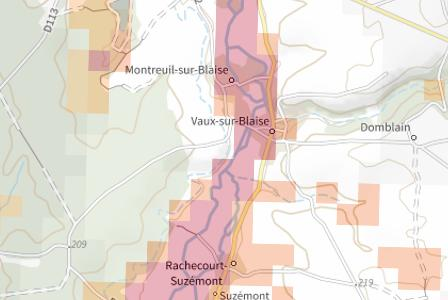 D113
Montreuil-sur-Blaise
Vaux-sur-Blaise
Domblain
209
Rachecourt-
Suzémont
219
Suzémont